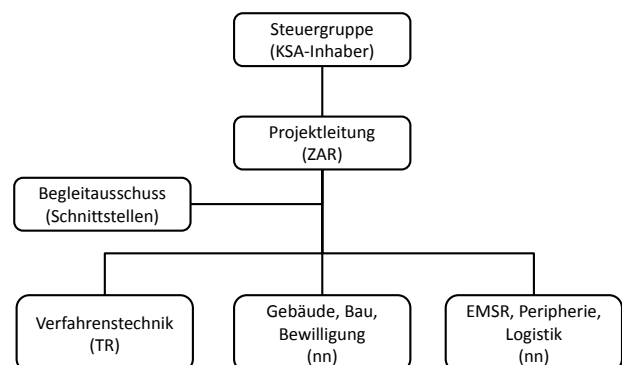 Steuergruppe
(KSA-Inhaber)
Projektleitung
(ZAR)
Begleitausschuss
(Schnittstellen)
Verfahrenstechnik
(TR)
Gebäude, Bau,
Bewilligung
(nn)
EMSR, Peripherie,
Logistik
(nn)